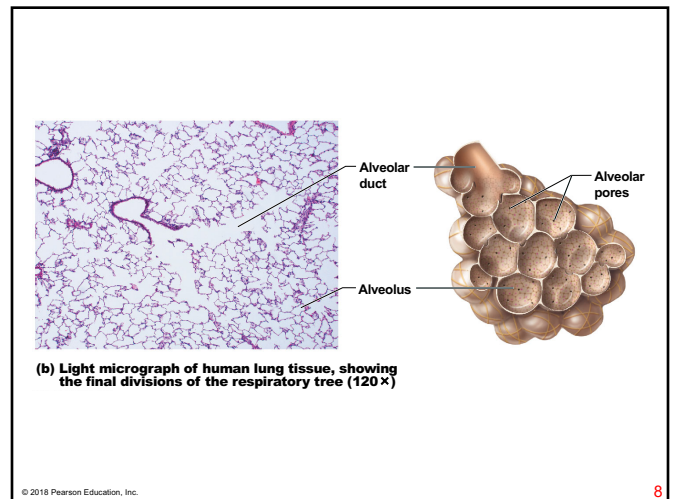 Alveolar
duct
Alveolar
pores
Alveolus
(b) Light micrograph of human lung tissue, showing
the final divisions of the respiratory tree (120×)
© 2018 Pearson Education, Inc.
8